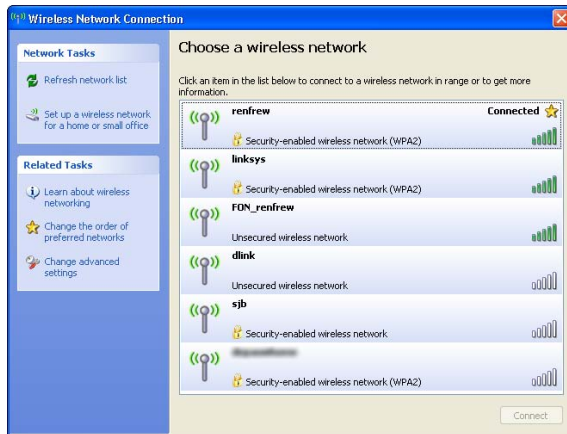 Wireless Network Connection
Network Tasks
Refresh network list
Set up a wireless network
for a home or small office
Related Tasks
Learn about wireless
networking
Change the order of
preferred networks
Change advanced
settings
Choose a wireless network
Click an item in the list below to connect to a wireless network in range or to get more
information.
renfrew Connected
Security-enabled wireless network (WPA2)
linksys
Security-enabled wireless network (WPA2)
FON_renfrew
Unsecured wireless network
dlink
Unsecured wireless network
sjb
Security-enabled wireless network
Security-enabled wireless network (WPA2)
Connect